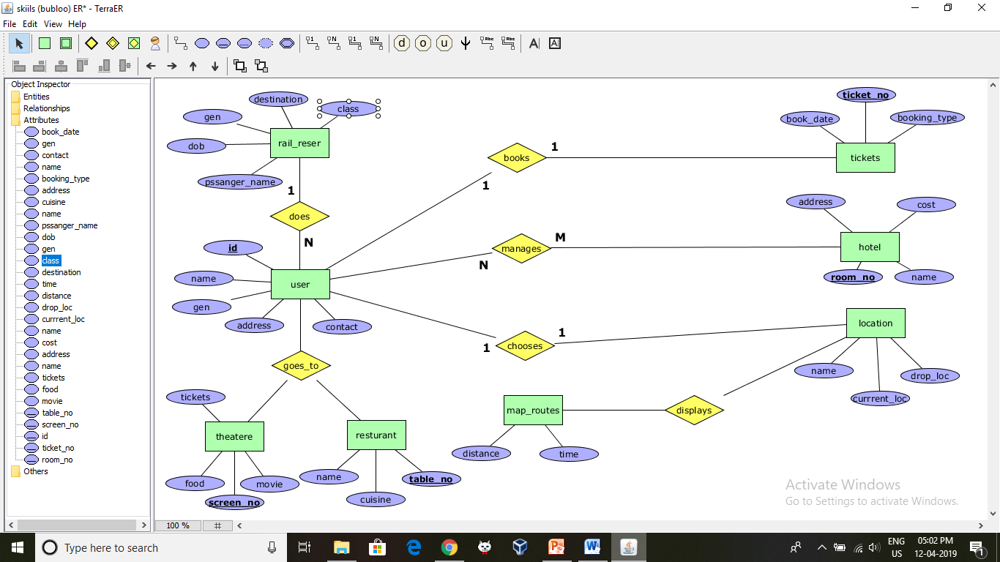 skiils (bubloo) ER* - TerraER
File Edit View Help
1 N 1 N d o u Abc Abc A A
Object Inspector
Entities
Relationships
Attributes
book_date
gen
contact
name
booking_type
address
cuisine
name
pssanger_name
dob
gen
class
destination
time
distance
drop_loc
currrent_loc
name
cost
address
name
tickets
food
movie
table_no
screen_no
id
ticket_no
room_no
Others
destination
class
gen
rail_reser
dob
pssanger_name
1
does
N
id
name
user
gen
address
contact
goes_to
tickets
theatere
food
movie
screen_no
resturant
name
table_no
cuisine
books
1
1
ticket_no
book_date
booking_type
tickets
manages
M
N
address
cost
hotel
room_no
name
chooses
1
1
location
name
drop_loc
currrent_loc
map_routes
displays
distance
time
Activate Windows
Go to Settings to activate Windows.
100 %
Type here to search
ENG
US
05:02 PM
12-04-2019
1